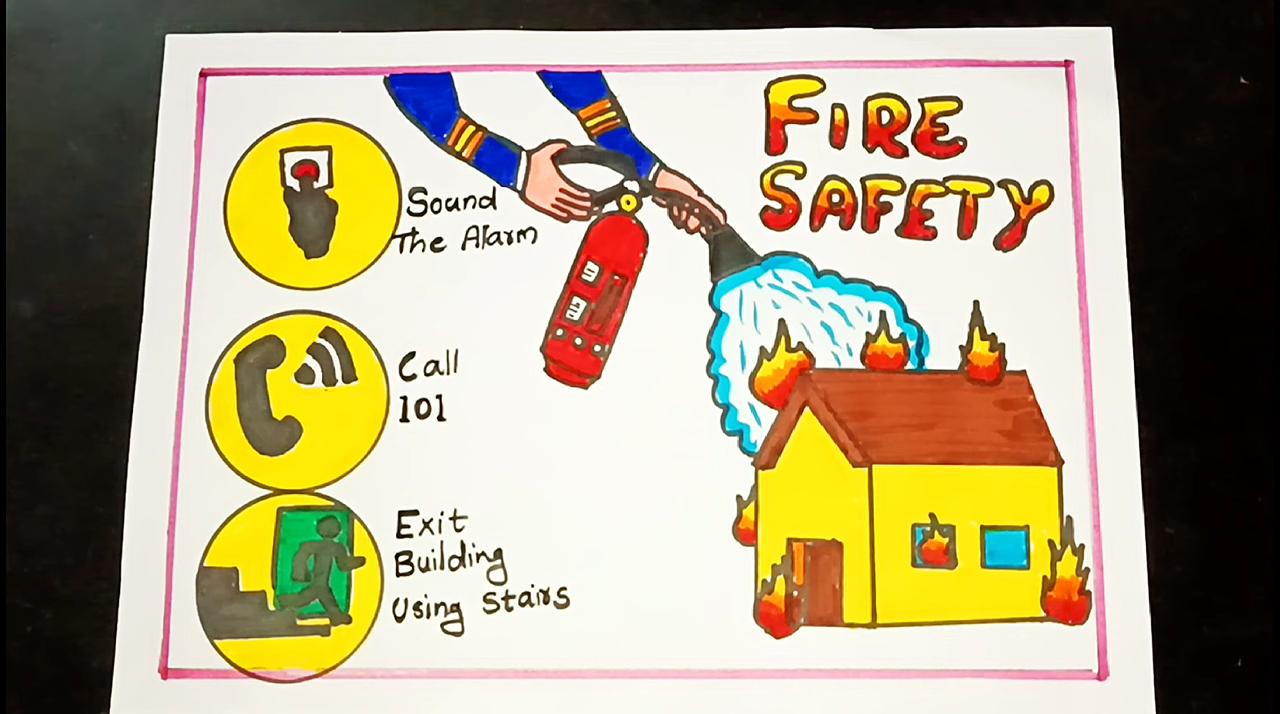 FIRE
SAFETY
Sound
The Alarm
Call
101
Exit
Building
Using Stairs